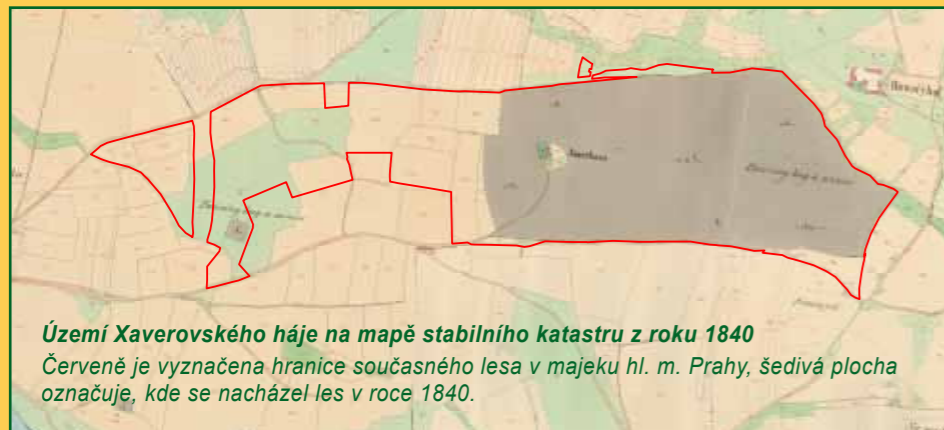 Území Xaverovského háje na mapě stabilního katastru z roku 1840
Červeně je vyznačena hranice současného lesa v majeku hl. m. Prahy, šedivá plocha
označuje, kde se nacházel les v roce 1840.